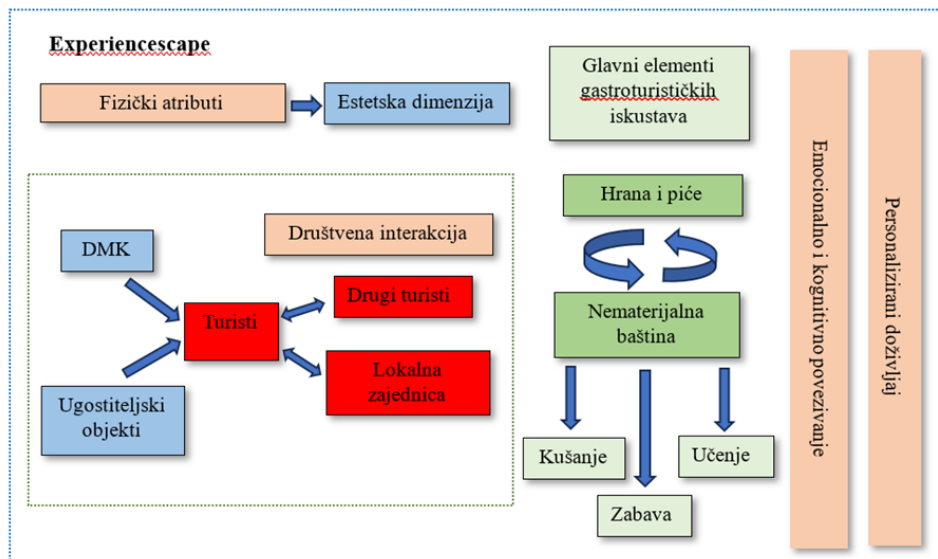 Experiencescape
Fizički atributi
Estetska dimenzija
Glavni elementi
gastroturističkih
iskustava
Hrana i piće
Društvena interakcija
DMK
Turisti
Drugi turisti
Lokalna
zajednica
Ugostiteljski
objekti
Nematerijalna
baština
Kušanje
Zabava
Učenje
Emocionalno i kognitivno povezivanje
Personalizirani doživljaj